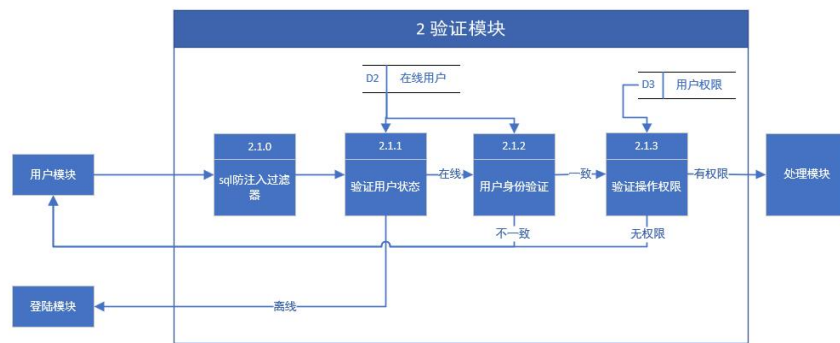 2 验证模块
D2 在线用户
D3 用户权限
2.1.0
sql防注入过滤
器
2.1.1
验证用户状态
2.1.2
用户身份验证
2.1.3
验证操作权限
用户模块
在线
一致
有权限
处理模块
不一致
无权限
登陆模块
离线